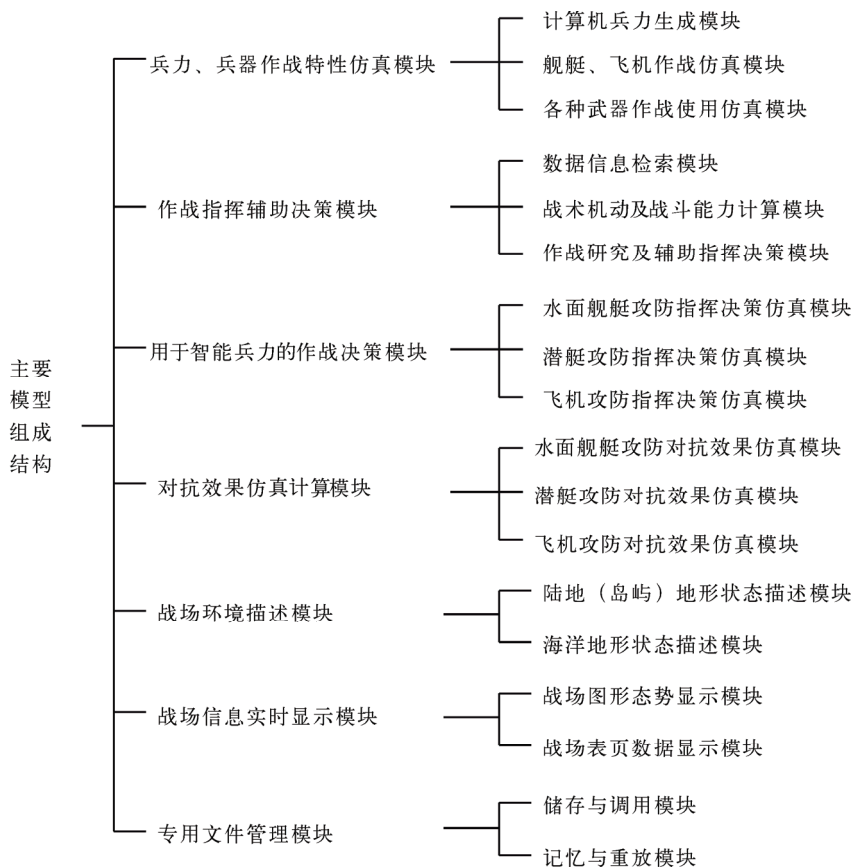 主要
模型
组成
结构
兵力、兵器作战特性仿真模块
计算机兵力生成模块
舰艇、飞机作战仿真模块
各种武器作战使用仿真模块
作战指挥辅助决策模块
数据信息检索模块
战术机动及战斗能力计算模块
作战研究及辅助指挥决策模块
用于智能兵力的作战决策模块
水面舰艇攻防指挥决策仿真模块
潜艇攻防指挥决策仿真模块
飞机攻防指挥决策仿真模块
对抗效果仿真计算模块
水面舰艇攻防对抗效果仿真模块
潜艇攻防对抗效果仿真模块
飞机攻防对抗效果仿真模块
战场环境描述模块
陆地（岛屿）地形状态描述模块
海洋地形状态描述模块
战场信息实时显示模块
战场图形态势显示模块
战场表页数据显示模块
专用文件管理模块
储存与调用模块
记忆与重放模块